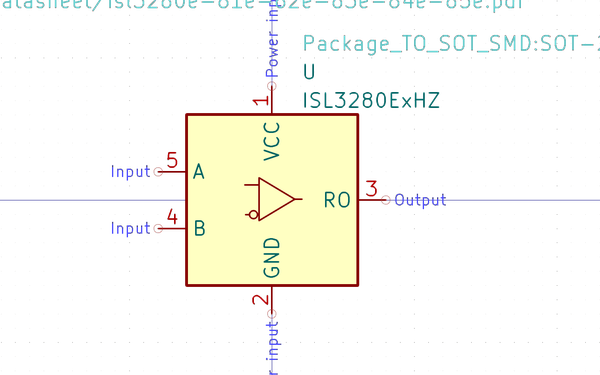 atasheet/isl3280e-81e-82e-83e-84e-85e.pdf
Power in
Package_TO_SOT_SMD:SOT-2
U
ISL3280ExHZ
1
VCC
Input 5 A
3
RO Output
Input 4 B
GND
2
r input